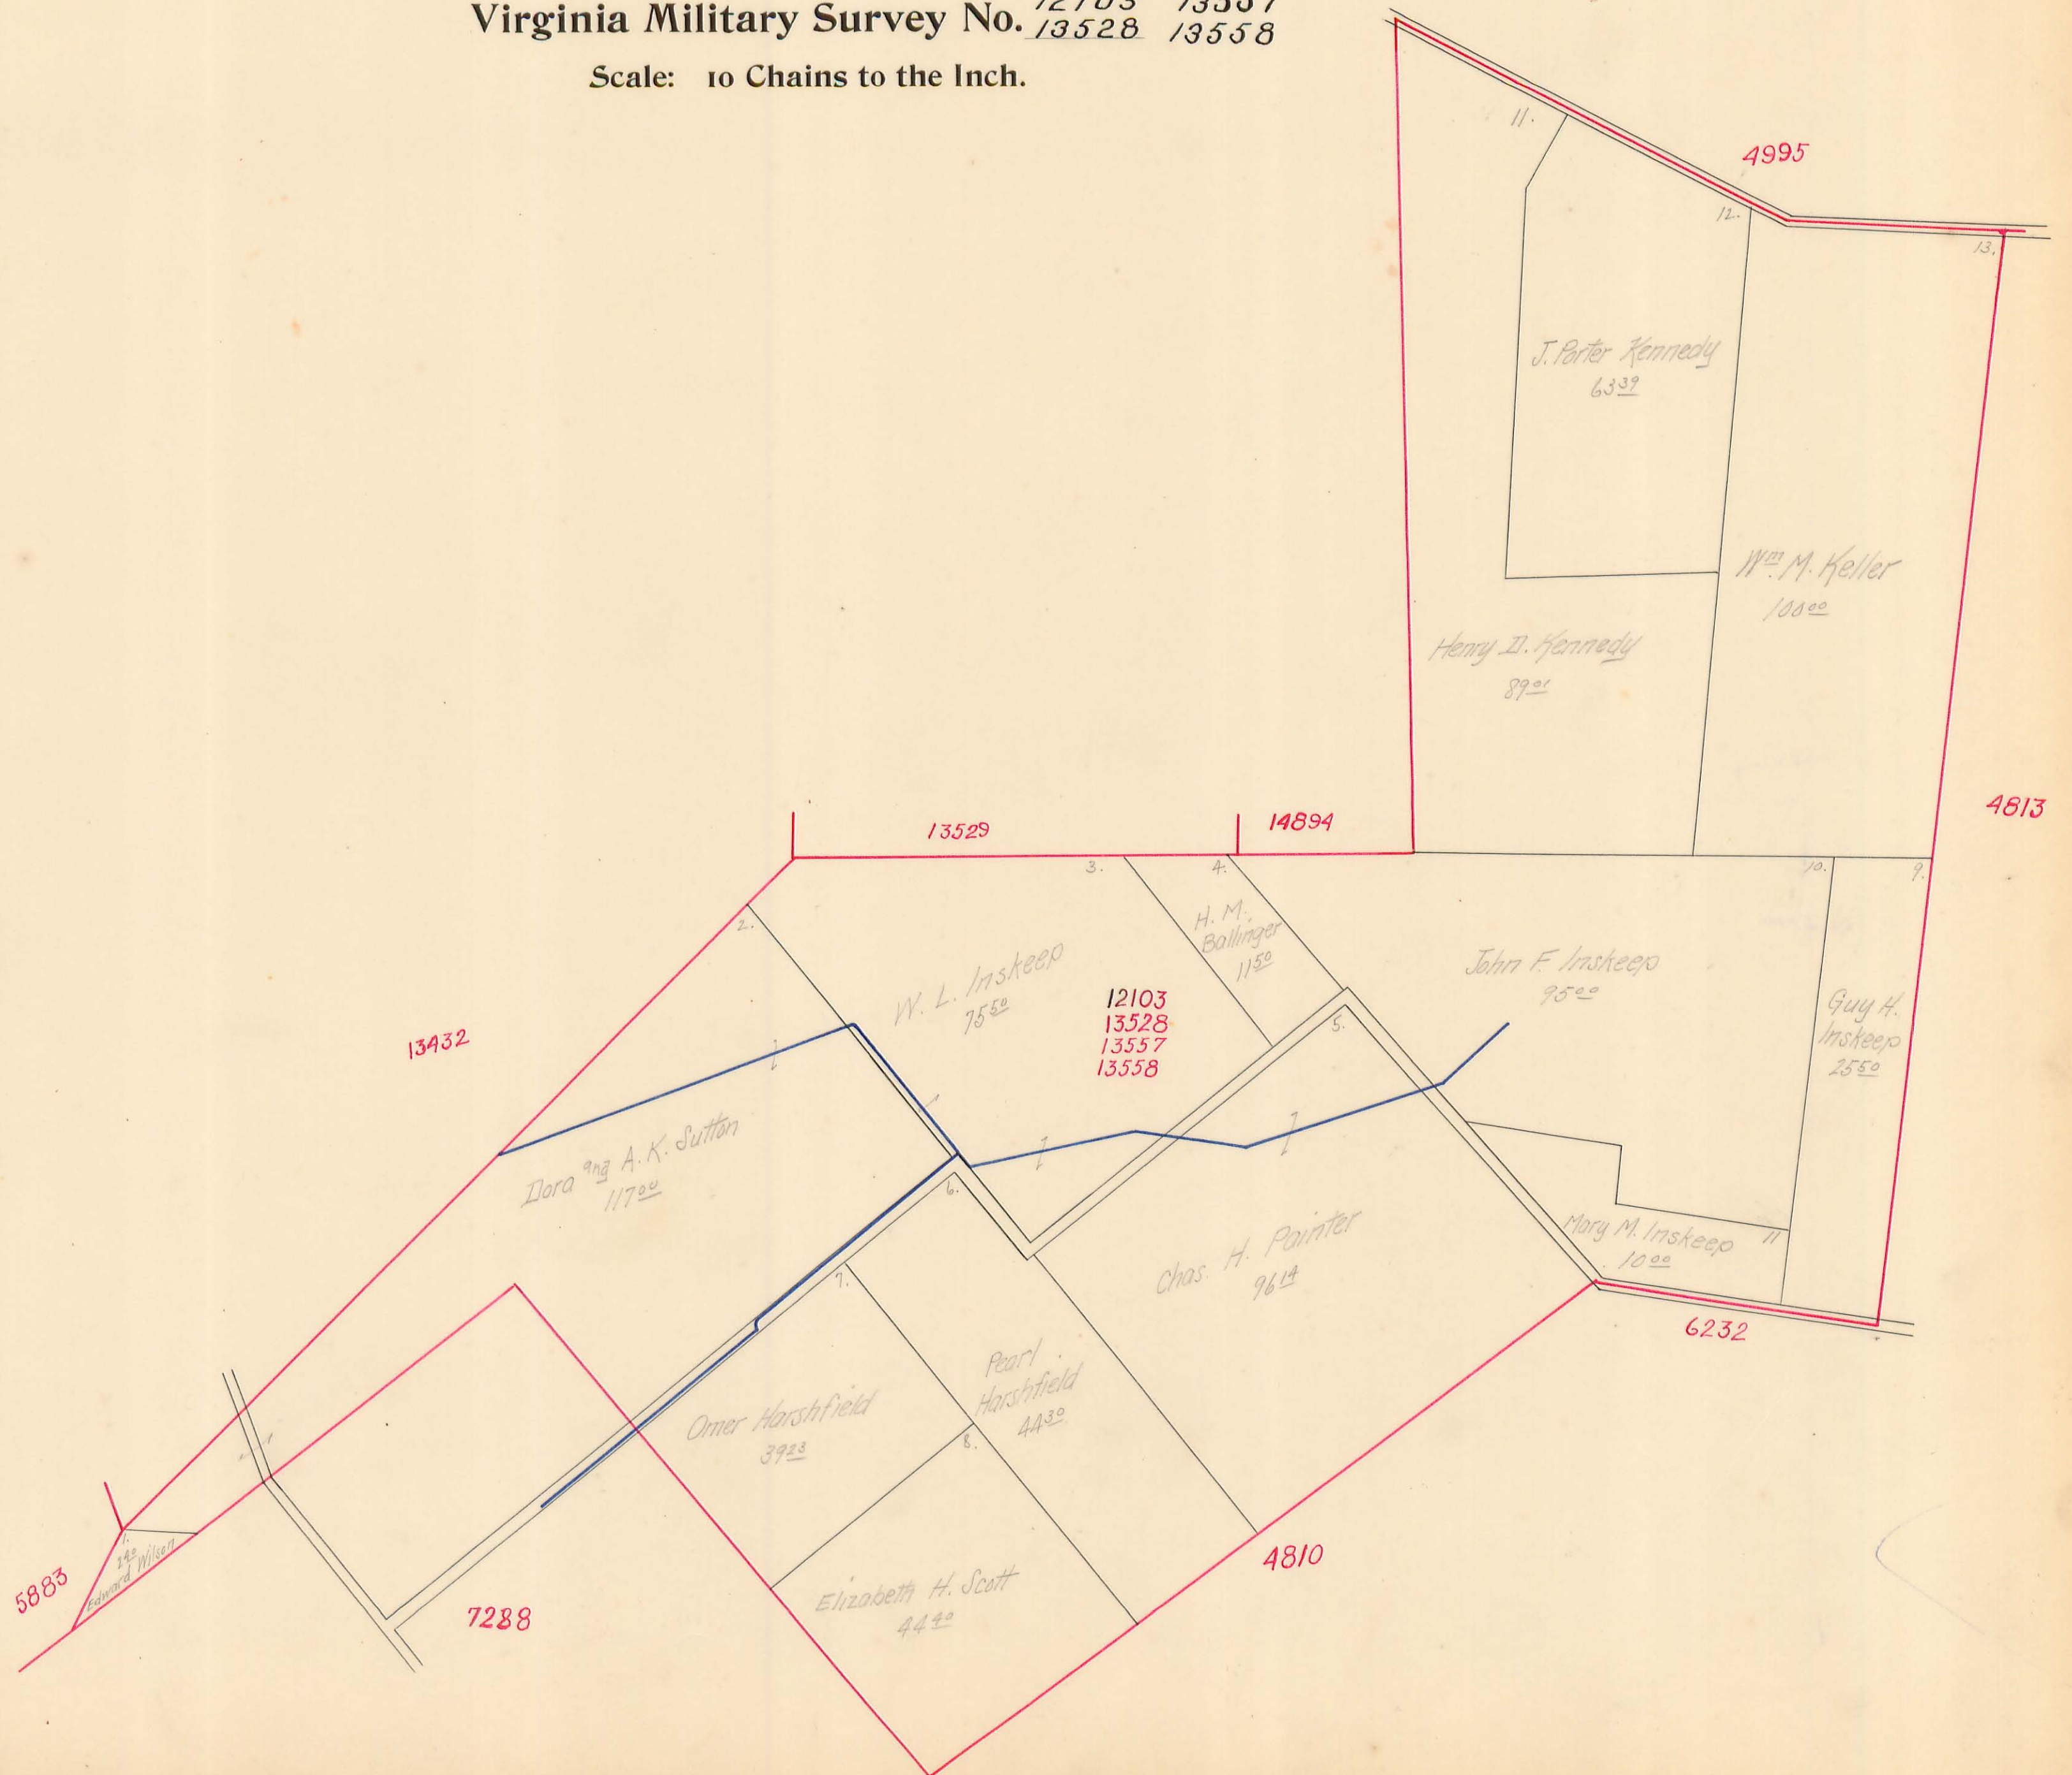 Virginia Military Survey No. 12103 13557
13528 13558
Scale: 10 Chains to the Inch.
11.
4995
12.
13.
J. Porter Kennedy
63 39
Wm. M. Keller
100 00
Henry D. Kennedy
89 01
4813
13529
14894
3.
4.
10.
9.
2.
H. M.
Ballinger
11 50
W. L. Inskeep
75 50
John F. Inskeep
95 00
12103
13528
13557
13558
Guy H.
Inskeep
25 50
5.
13432
Dora and A. K. Sutton
117 00
6.
Chas. H. Painter
96 14
Mary M. Inskeep
11
10 00
7.
6232
Pearl
Harshfield
44 30
Omer Harshfield
39 23
8.
1.
2 40
Edward Wilson
5883
7288
4810
Elizabeth H. Scott
44 40